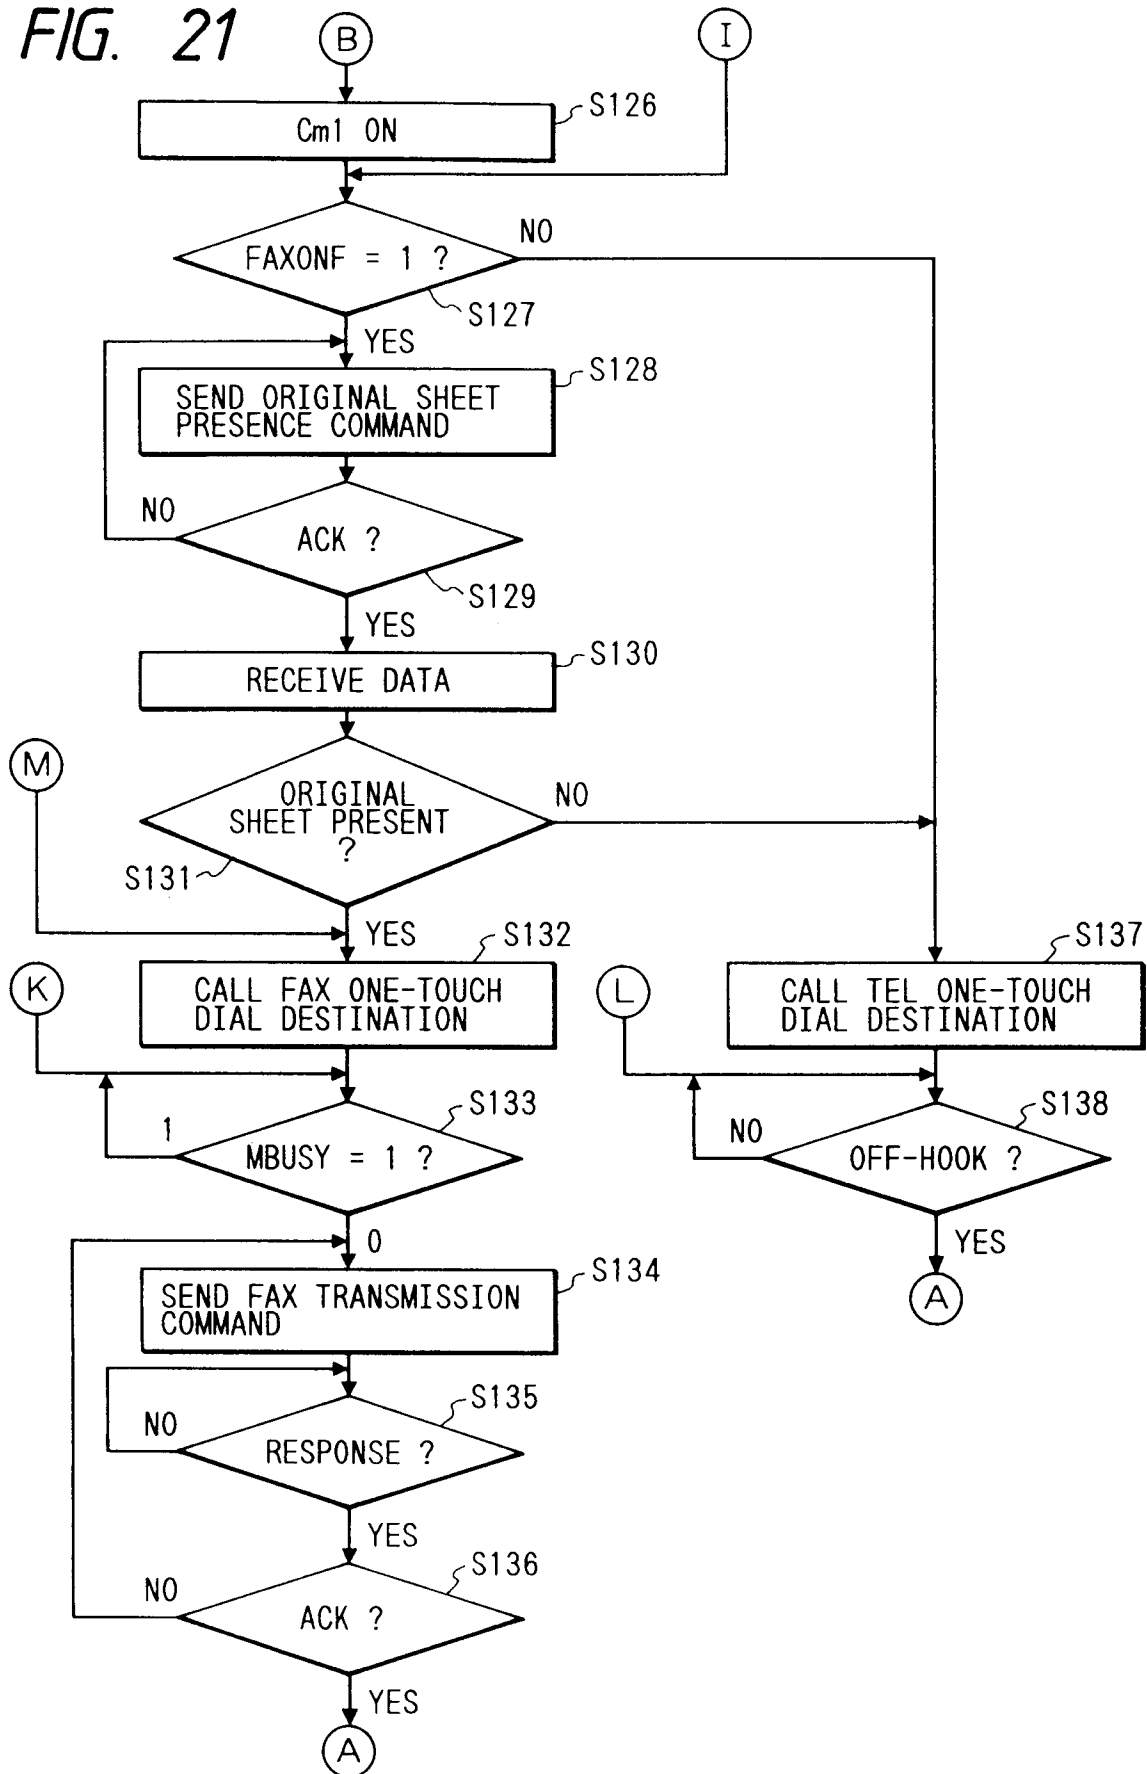 FIG. 21
B
I
S126
Cm1 ON
NO
FAXONF = 1 ?
S127
YES
S128
SEND ORIGINAL SHEET
PRESENCE COMMAND
NO
ACK ?
S129
YES
S130
RECEIVE DATA
M
ORIGINAL
SHEET PRESENT
?
NO
S131
YES
S132
S137
K
CALL FAX ONE-TOUCH
DIAL DESTINATION
L
CALL TEL ONE-TOUCH
DIAL DESTINATION
S133
S138
1
MBUSY = 1 ?
NO
OFF-HOOK ?
0
YES
S134
SEND FAX TRANSMISSION
COMMAND
A
S135
NO
RESPONSE ?
YES
S136
NO
ACK ?
YES
A